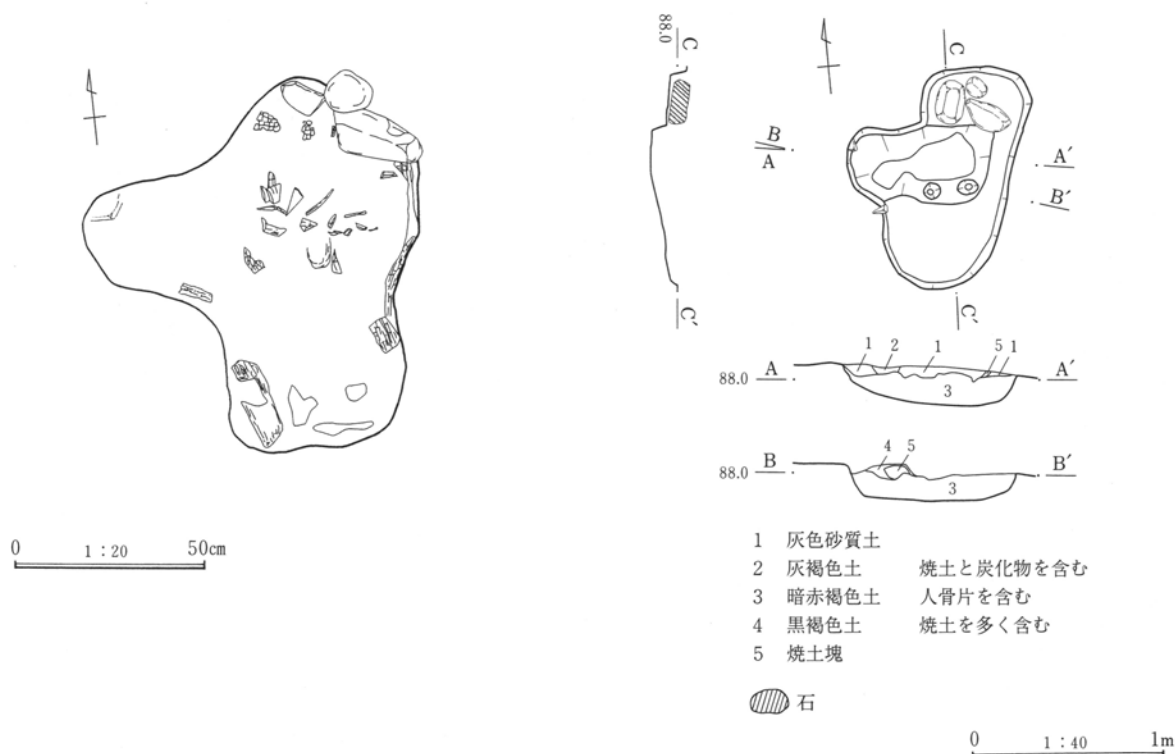 0 1:20 50cm
88.0
C
C′
C
B
A
A′
B′
C′
1 2 1 5 1
88.0 A A′
3
4 5
88.0 B B′
3
1 灰色砂質土
2 灰褐色土 焼土と炭化物を含む
3 暗赤褐色土 人骨片を含む
4 黒褐色土 焼土を多く含む
5 焼土塊
石
0 1:40 1m